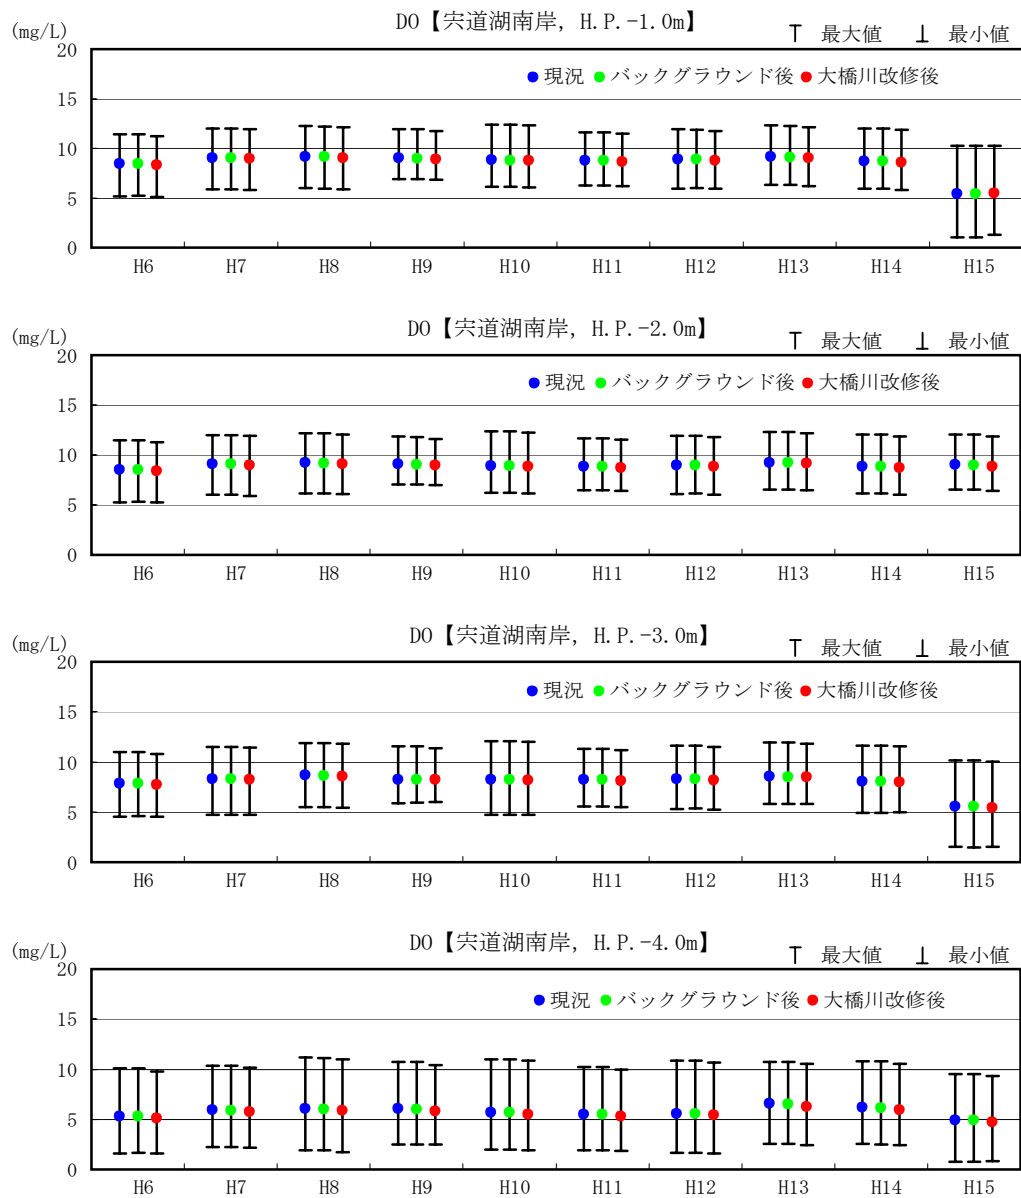 DO【宍道湖南岸, H.P.-1.0m】
(mg/L)
最大値 最小値
20
現況 バックグラウンド後 大橋川改修後
15
10
5
0
H6 H7 H8 H9 H10 H11 H12 H13 H14 H15
DO【宍道湖南岸, H.P.-2.0m】
(mg/L)
最大値 最小値
20
現況 バックグラウンド後 大橋川改修後
15
10
5
0
H6 H7 H8 H9 H10 H11 H12 H13 H14 H15
DO【宍道湖南岸, H.P.-3.0m】
(mg/L)
最大値 最小値
20
現況 バックグラウンド後 大橋川改修後
15
10
5
0
H6 H7 H8 H9 H10 H11 H12 H13 H14 H15
DO【宍道湖南岸, H.P.-4.0m】
(mg/L)
最大値 最小値
20
現況 バックグラウンド後 大橋川改修後
15
10
5
0
H6 H7 H8 H9 H10 H11 H12 H13 H14 H15